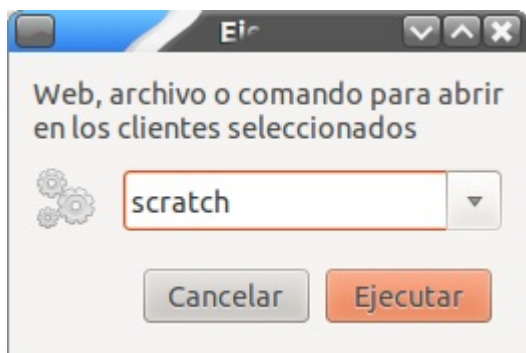 Web, archivo o comando para abrir
en los clientes seleccionados
scratch
Cancelar
Ejecutar